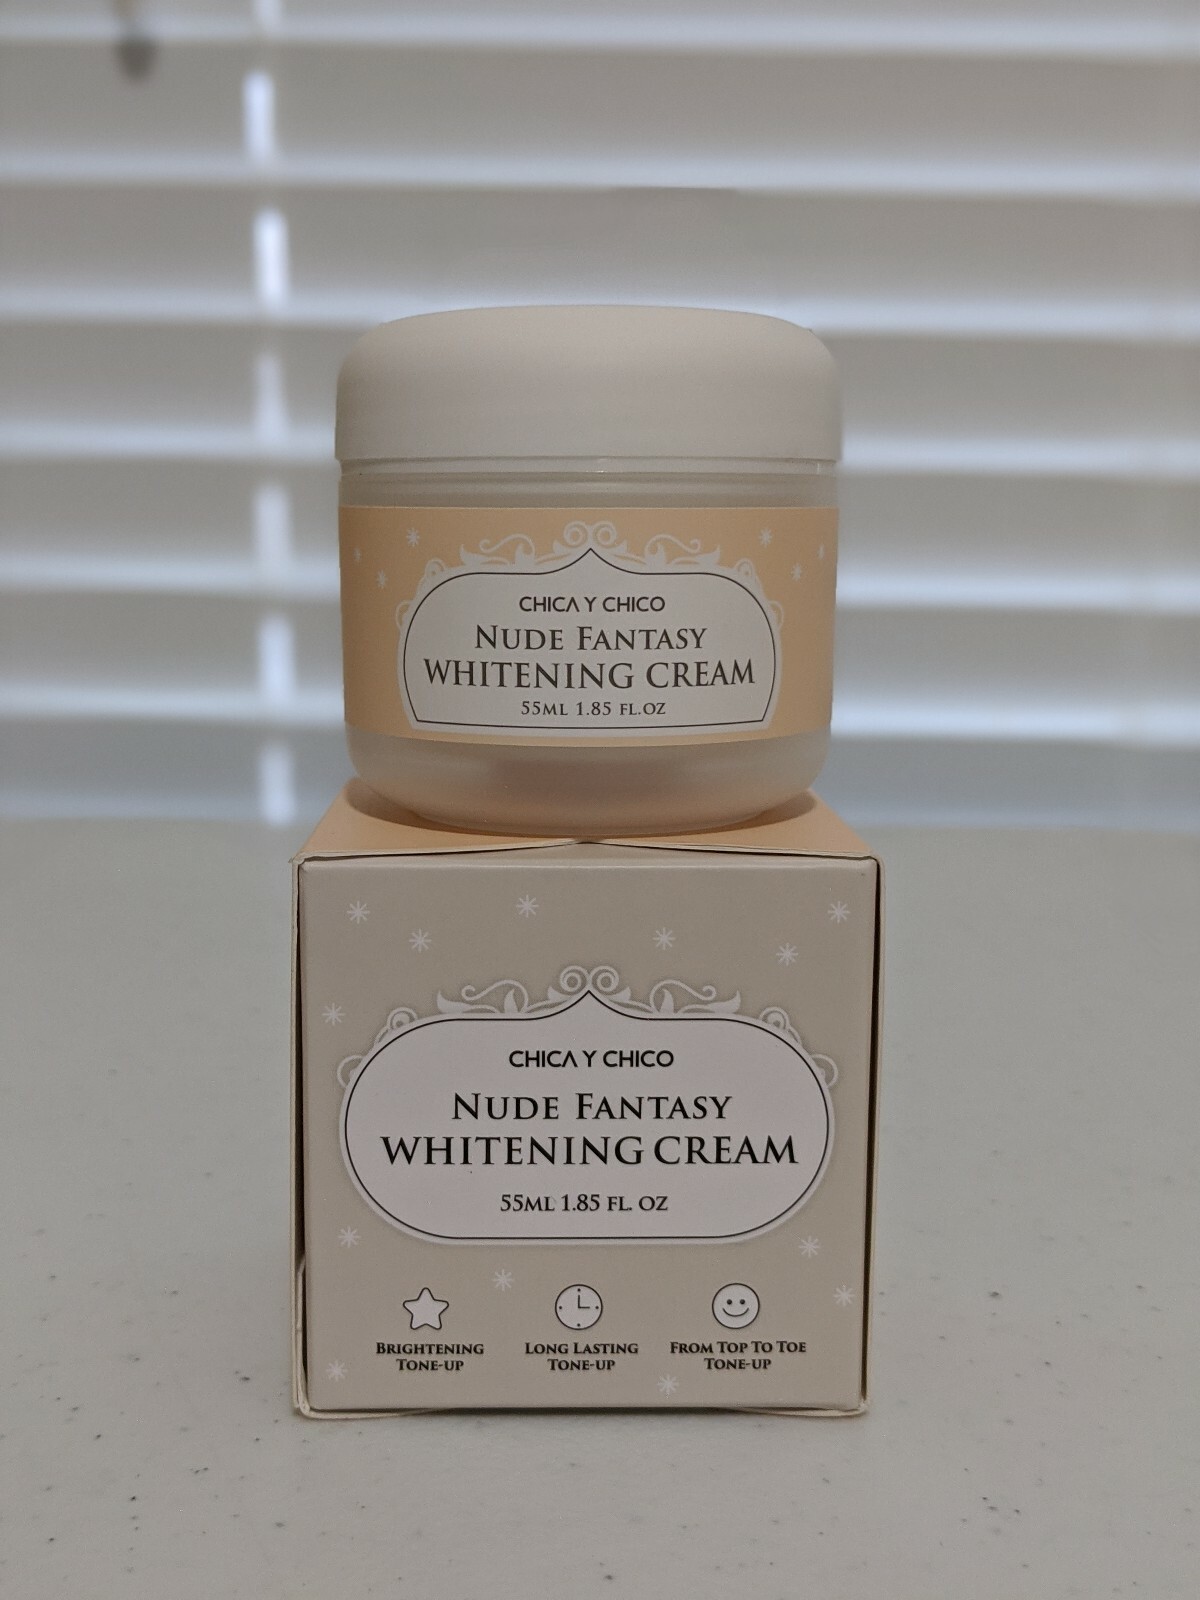 CHICA Y CHICO
NUDE FANTASY
WHITENING CREAM
55ML 1.85 FL.OZ
CHICA Y CHICO
NUDE FANTASY
WHITENING CREAM
55ML 1.85 FL. OZ
BRIGHTENING
TONE-UP
LONG LASTING
TONE-UP
FROM TOP TO TOE
TONE-UP